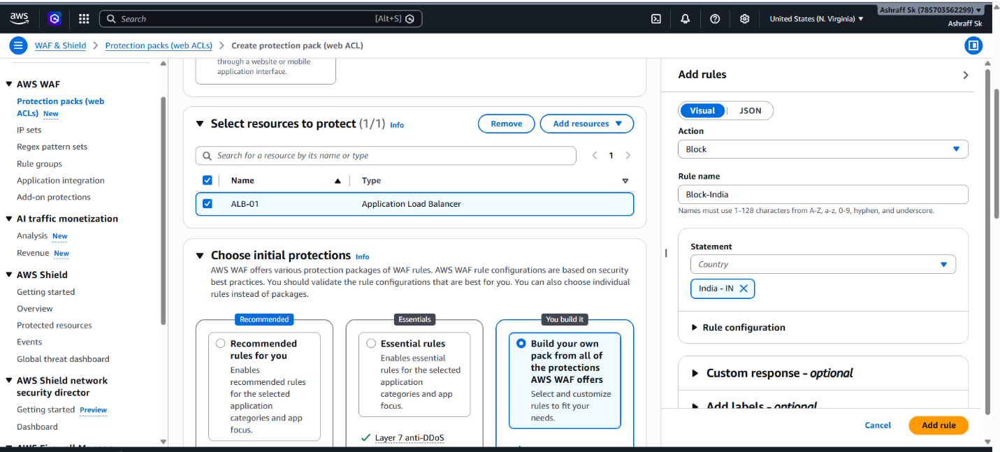 aws
Search
[Alt+S]
United States (N. Virginia)
Ashraff Sk (785703562299)
Ashraff Sk
WAF & Shield
Protection packs (web ACLs)
Create protection pack (web ACL)
AWS WAF
Protection packs (web
ACLs) New
IP sets
Regex pattern sets
Rule groups
Application integration
Add-on protections
AI traffic monetization
Analysis New
Revenue New
AWS Shield
Getting started
Overview
Protected resources
Events
Global threat dashboard
AWS Shield network
security director
Getting started Preview
Dashboard
through a website or mobile
application interface.
Select resources to protect (1/1) Info
Remove
Add resources
Search for a resource by its name or type
1
Name
Type
ALB-01
Application Load Balancer
Choose initial protections Info
AWS WAF offers various protection packages of WAF rules. AWS WAF rule configurations are based on security
best practices. You should validate the rule configurations that are best for you. You can also choose individual
rules instead of packages.
Recommended
Recommended
rules for you
Enables
recommended rules
for the selected
application
categories and app
focus.
Essentials
Essential rules
Enables essential
rules for the selected
application
categories and app
focus.
Layer 7 anti-DDoS
You build it
Build your own
pack from all of
the protections
AWS WAF offers
Select and customize
rules to fit your
needs.
Add rules
Visual
JSON
Action
Block
Rule name
Block-India
Names must use 1-128 characters from A-Z, a-z, 0-9, hyphen, and underscore.
Statement
Country
India - IN
Rule configuration
Custom response - optional
Add labels - optional
Cancel
Add rule